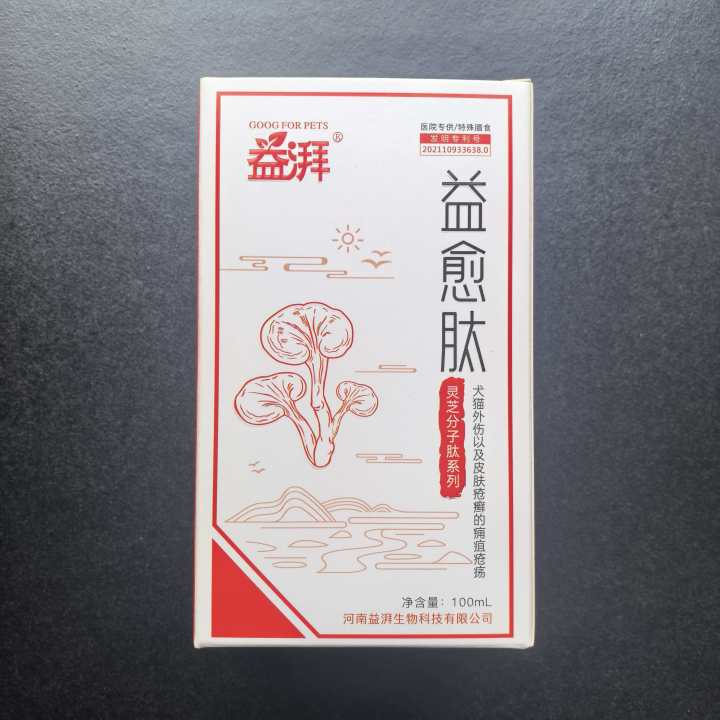 GOOG FOR PETS
益湃®
医院专供/特殊膳食
发明专利号
202110933638.0
益愈肽
灵芝分子肽系列
犬猫外伤以及皮肤疮癣的痈疽疮疡
净含量：100mL
河南益湃生物科技有限公司